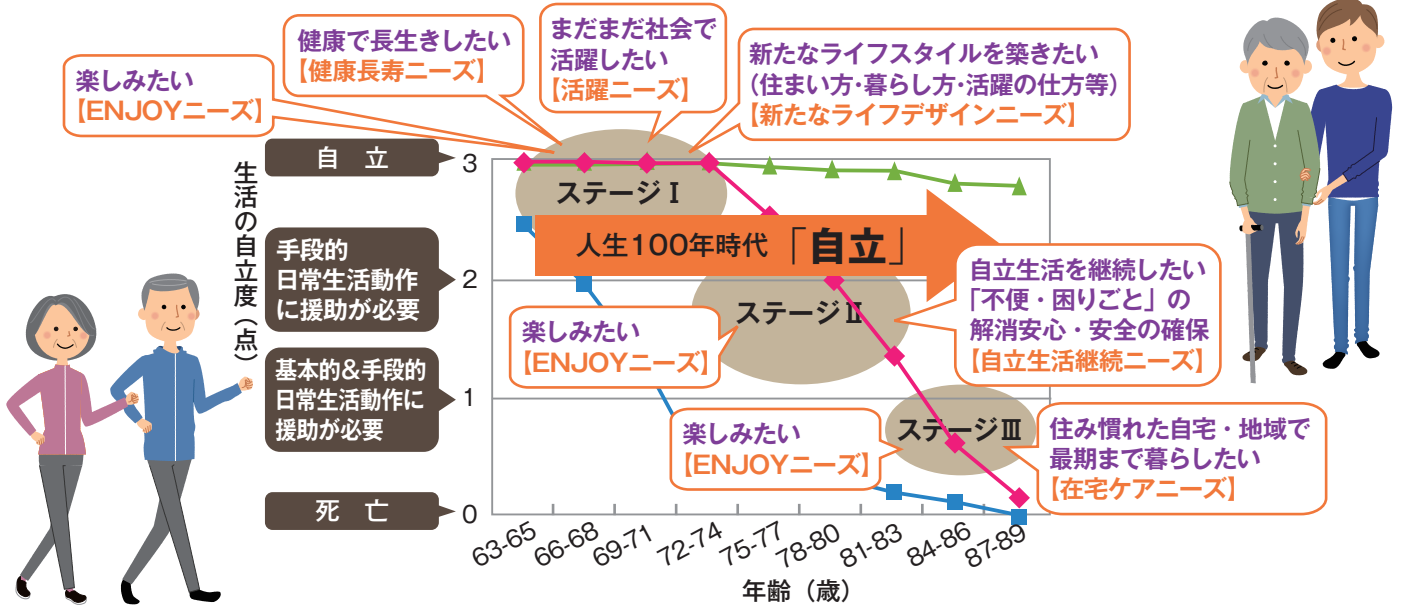 楽しみたい
【ENJOYニーズ】
健康で長生きしたい
【健康長寿ニーズ】
まだまだ社会で
活躍したい
【活躍ニーズ】
新たなライフスタイルを築きたい
（住まい方・暮らし方・活躍の仕方等）
【新たなライフデザインニーズ】
生活の自立度（点）
自 立
手段的
日常生活動作
に援助が必要
基本的&手段的
日常生活動作に
援助が必要
死 亡
3
2
1
0
ステージⅠ
人生100年時代「自立」
ステージⅡ
楽しみたい
【ENJOYニーズ】
自立生活を継続したい
「不便・困りごと」の
解消安心・安全の確保
【自立生活継続ニーズ】
ステージⅢ
楽しみたい
【ENJOYニーズ】
住み慣れた自宅・地域で
最期まで暮らしたい
【在宅ケアニーズ】
63-65
66-68
69-71
72-74
75-77
78-80
81-83
84-86
87-89
年齢（歳）